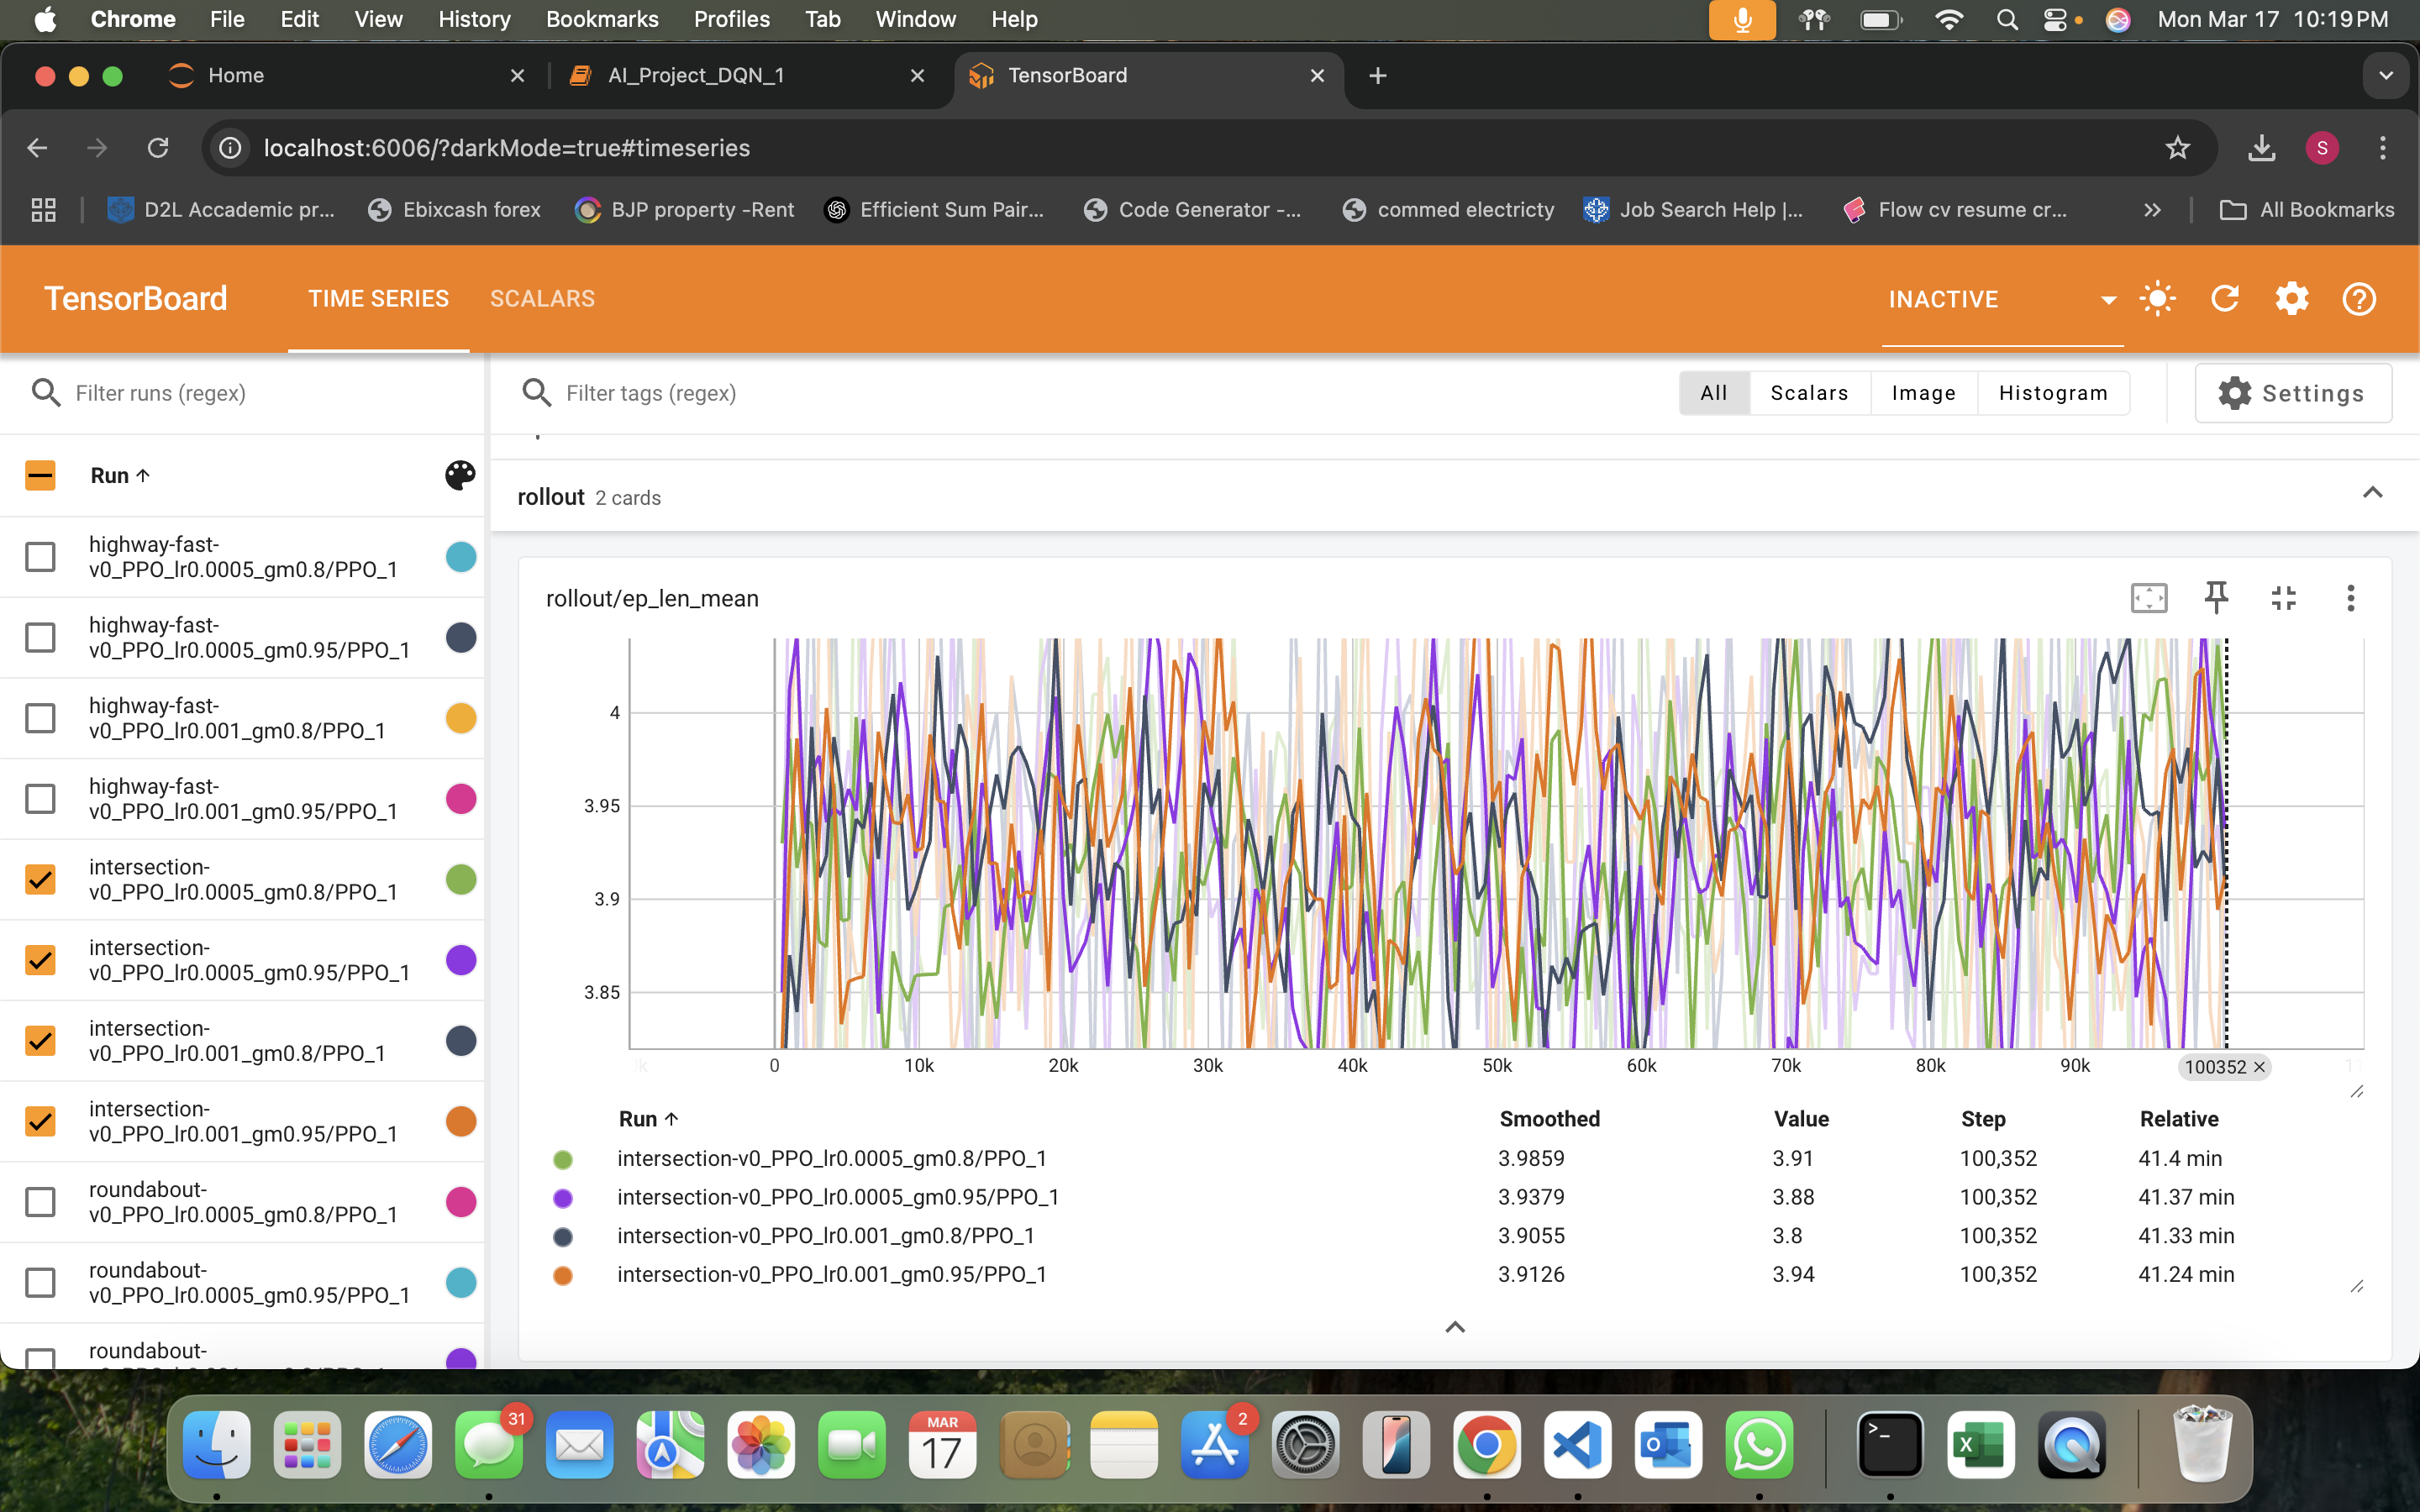 Chrome File Edit View History Bookmarks Profiles Tab Window Help Mon Mar 17 10:19 PM
Home AI_Project_DQN_1 TensorBoard
localhost:6006/?darkMode=true#timeseries S
D2L Accademic pr... Ebixcash forex BJP property -Rent Efficient Sum Pair... Code Generator -... commed electricty Job Search Help |... Flow cv resume cr... All Bookmarks
TensorBoard TIME SERIES SCALARS INACTIVE
Filter runs (regex)
Run ↑
highway-fast-
v0_PPO_lr0.0005_gm0.8/PPO_1
highway-fast-
v0_PPO_lr0.0005_gm0.95/PPO_1
highway-fast-
v0_PPO_lr0.001_gm0.8/PPO_1
highway-fast-
v0_PPO_lr0.001_gm0.95/PPO_1
intersection-
v0_PPO_lr0.0005_gm0.8/PPO_1
intersection-
v0_PPO_lr0.0005_gm0.95/PPO_1
intersection-
v0_PPO_lr0.001_gm0.8/PPO_1
intersection-
v0_PPO_lr0.001_gm0.95/PPO_1
roundabout-
v0_PPO_lr0.0005_gm0.8/PPO_1
roundabout-
v0_PPO_lr0.0005_gm0.95/PPO_1
roundabout-
Filter tags (regex) All Scalars Image Histogram Settings
rollout 2 cards
rollout/ep_len_mean
4
3.95
3.9
3.85
0 10k 20k 30k 40k 50k 60k 70k 80k 90k 100352
Run ↑ Smoothed Value Step Relative
intersection-v0_PPO_lr0.0005_gm0.8/PPO_1 3.9859 3.91 100,352 41.4 min
intersection-v0_PPO_lr0.0005_gm0.95/PPO_1 3.9379 3.88 100,352 41.37 min
intersection-v0_PPO_lr0.001_gm0.8/PPO_1 3.9055 3.8 100,352 41.33 min
intersection-v0_PPO_lr0.001_gm0.95/PPO_1 3.9126 3.94 100,352 41.24 min
31 MAR 17 2